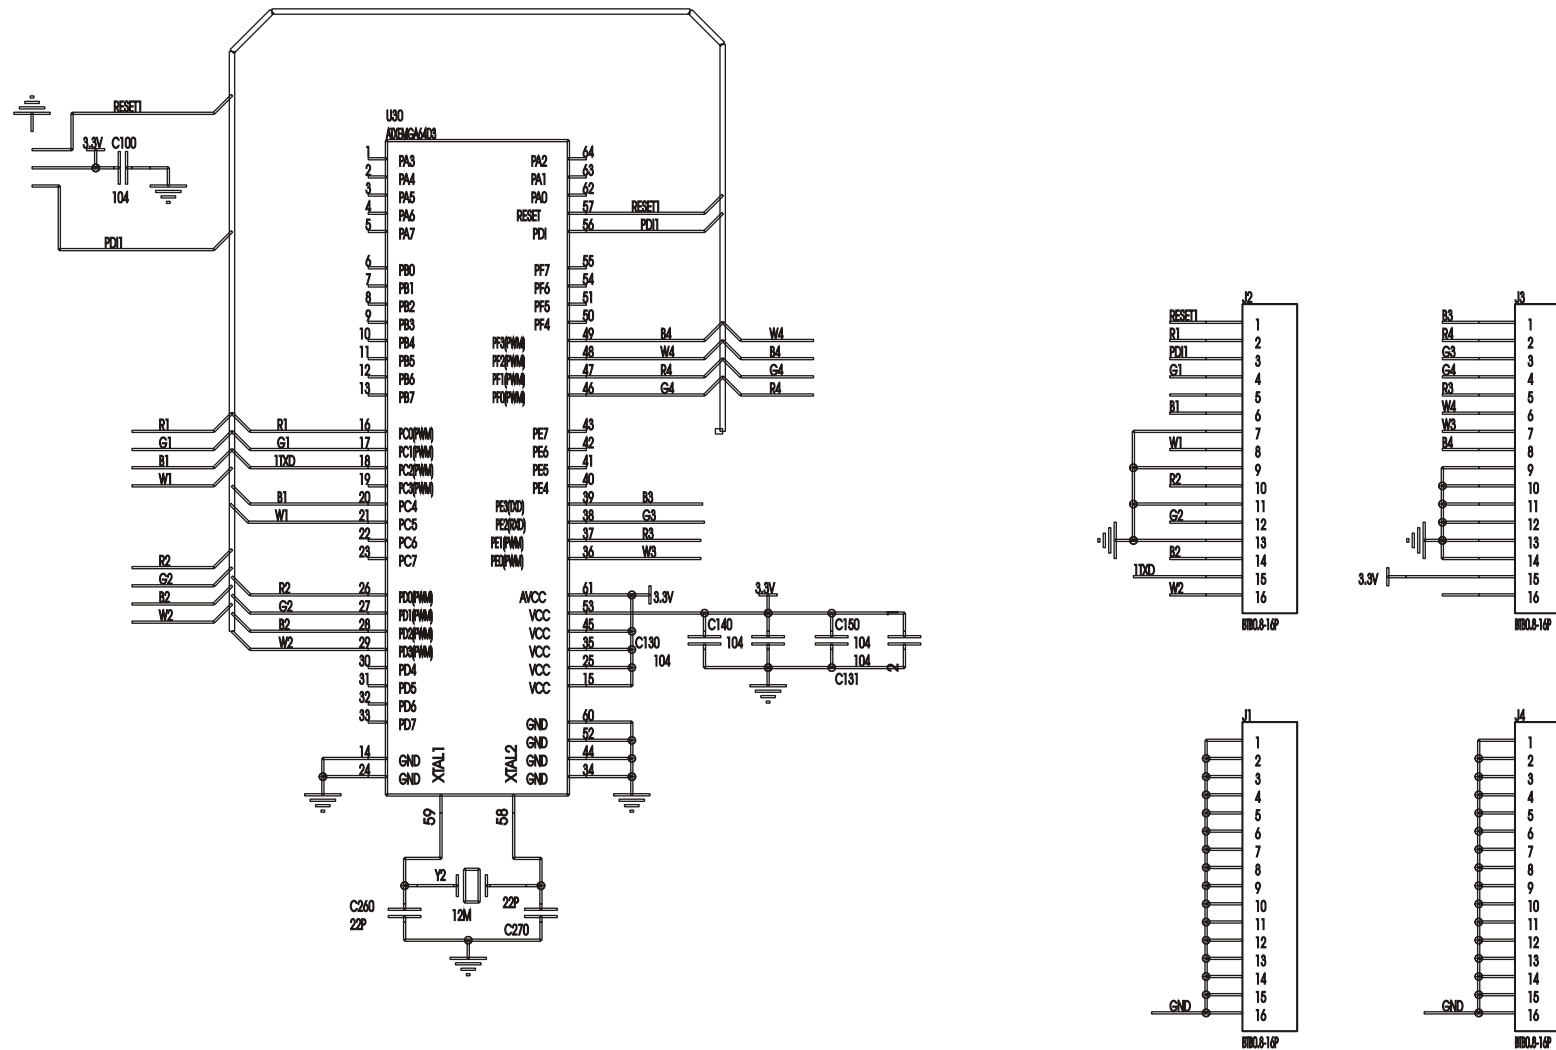 RESET1
3.3V C100
104
PDI1
U30
ATXEMGA64D3
1 PA3 PA2 64
2 PA4 PA1 63
3 PA5 PA0 62
4 PA6 RESET 57 RESET1
5 PA7 PDI 56 PDI1
6 PB0 PF7 55
7 PB1 PF6 54
8 PB2 PF5 51
9 PB3 PF4 50
10 PB4 PF3(PWM) 49 B4 W4
11 PB5 PF2(PWM) 48 W4 B4
12 PB6 PF1(PWM) 47 R4 G4
13 PB7 PF0(PWM) 46 G4 R4
R1 R1 16 PC0(PWM) PE7 43
G1 G1 17 PC1(PWM) PE6 42
B1 1TXD 18 PC2(PWM) PE5 41
W1 19 PC3(PWM) PE4 40
B1 20 PC4 PE3(TXD) 39 B3
W1 21 PC5 PE2(RXD) 38 G3
22 PC6 PE1(PWM) 37 R3
23 PC7 PE0(PWM) 36 W3
R2 R2 26 PD0(PWM) AVCC 61 3.3V 3.3V
G2 G2 27 PD1(PWM) VCC 53
B2 B2 28 PD2(PWM) VCC 45 C140 C150
W2 W2 29 PD3(PWM) VCC 35 C130 104 104
30 PD4 VCC 25 104 104 2
31 PD5 VCC 15 C131
32 PD6
33 PD7 GND 60
GND 52
14 GND XTAL1 XTAL2 GND 44
24 GND GND 34
59 58
Y2
C260 12M 22P
22P C270
J2
RESET1 1
R1 2
PDI1 3
G1 4
5
B1 6
7
W1 8
9
R2 10
11
G2 12
13
B2 14
1TXD 15
W2 16
BTB0.8-16P
J3
B3 1
R4 2
G3 3
G4 4
R3 5
W4 6
W3 7
B4 8
9
10
11
12
13
14
3.3V 15
16
BTB0.8-16P
J1
1
2
3
4
5
6
7
8
9
10
11
12
13
14
15
GND 16
BTB0.8-16P
J4
1
2
3
4
5
6
7
8
9
10
11
12
13
14
15
GND 16
BTB0.8-16P